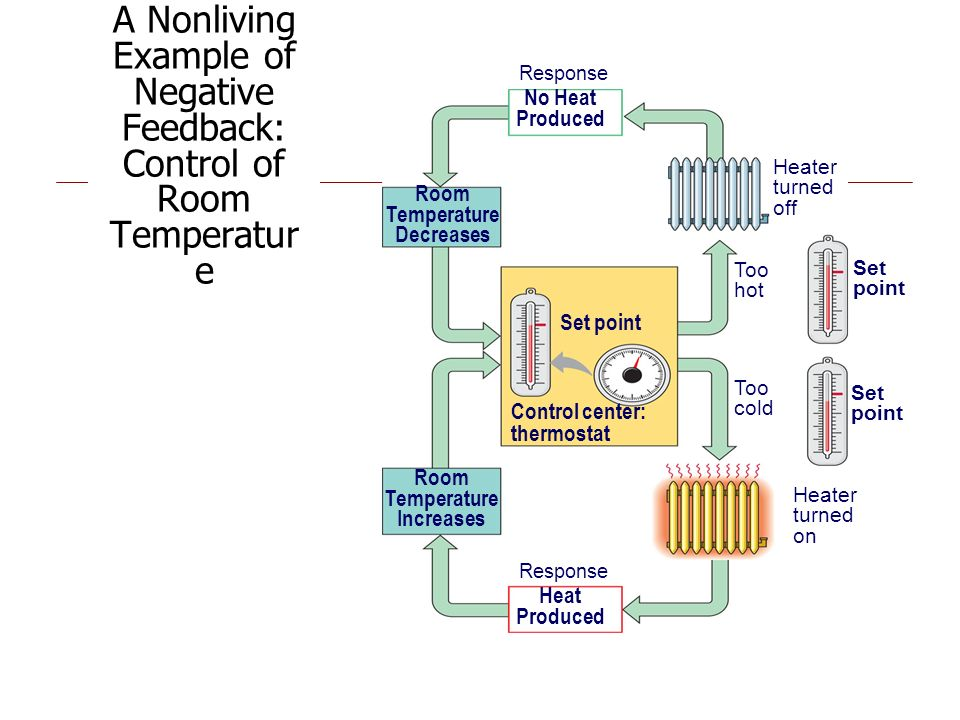 A Nonliving
Example of
Negative
Feedback:
Control of
Room
Temperatur
e
Response
No Heat
Produced
Heater
turned
off
Room
Temperature
Decreases
Too
hot
Set
point
Set point
Control center:
thermostat
Too
cold
Set
point
Room
Temperature
Increases
Heater
turned
on
Response
Heat
Produced